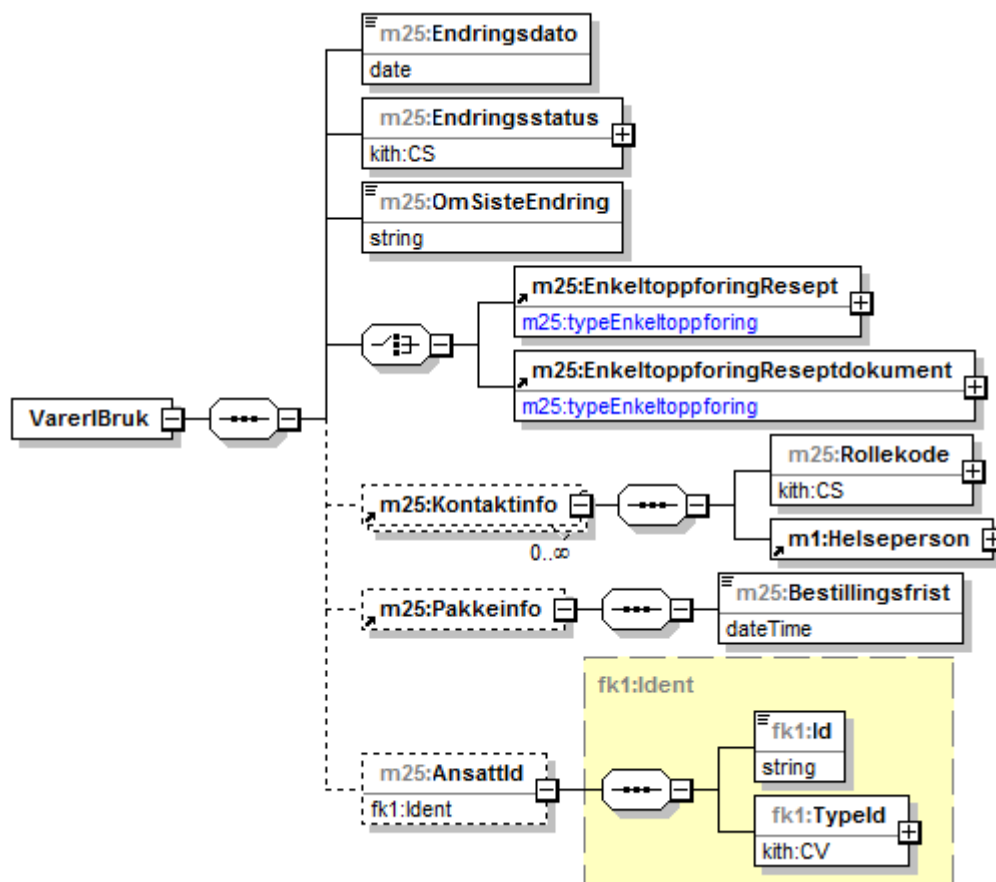 m25:Endringsdato
date
m25:Endringsstatus
kith:CS
m25:OmSisteEndring
string
m25:EnkeltoppforingResept
m25:typeEnkeltoppforing
m25:EnkeltoppforingReseptdokument
m25:typeEnkeltoppforing
VarerIBruk
m25:Kontaktinfo
0..∞
m25:Rollekode
kith:CS
m1:Helseperson
m25:Pakkeinfo
m25:Bestillingsfrist
dateTime
fk1:Ident
m25:AnsattId
fk1:Ident
fk1:Id
string
fk1:TypeId
kith:CV